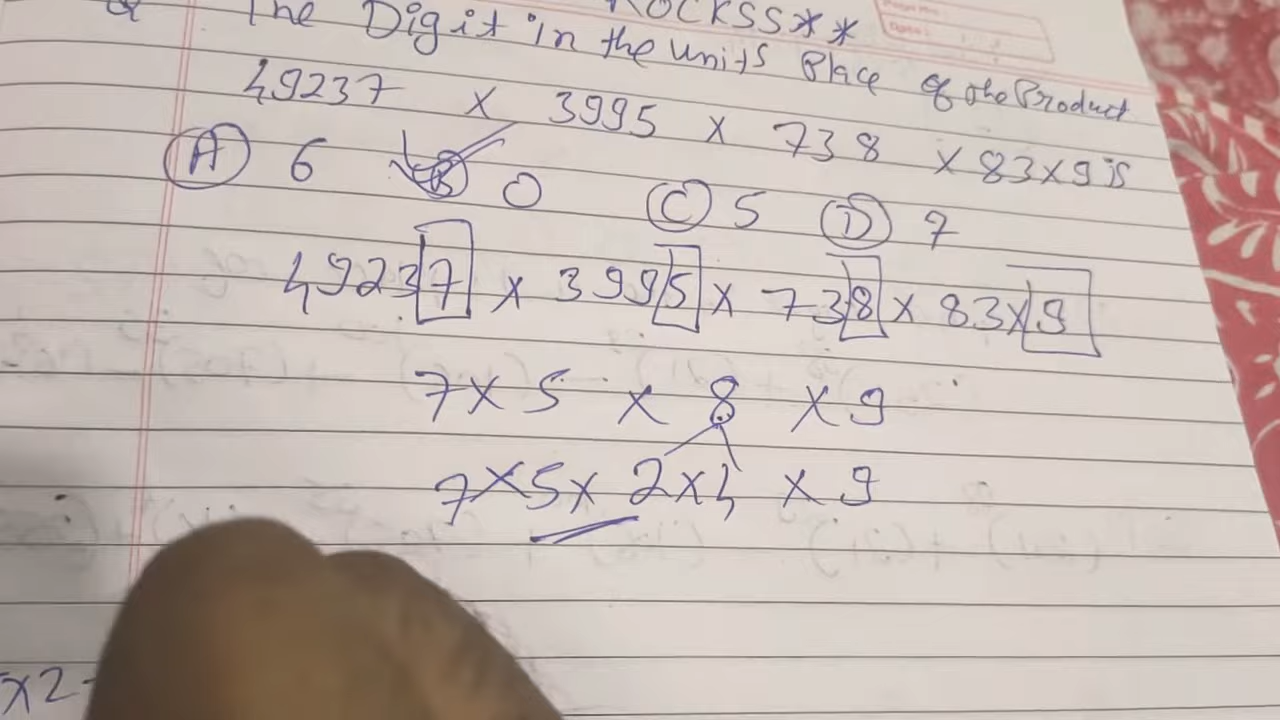 ROCKSS**
The Digit in the units Place of the Product
49237 × 3995 × 738 × 83×9 is
A 6 B 0 C 5 D 7
49237 × 3995 × 738 × 83×9
7×5 × 8 ×9
7×5× 2×4 ×9
×2